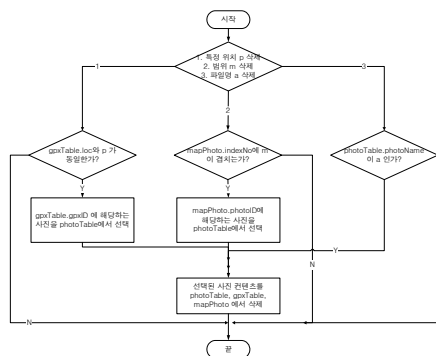 시작
1. 특정 위치 p 삭제
2. 범위 m 삭제
3. 파일명 a 삭제
1
3
2
gpxTable.loc와 p 가
동일한가?
mapPhoto.indexNo에 m
이 겹치는가?
photoTable.photoName
이 a 인가?
Y
Y
gpxTable.gpxID 에 해당하는
사진을 photoTable에서 선택
mapPhoto.photoID에
해당하는 사진을
photoTable에서 선택
Y
N
선택된 사진 컨텐츠를
photoTable, gpxTable,
mapPhoto 에서 삭제
N
끝